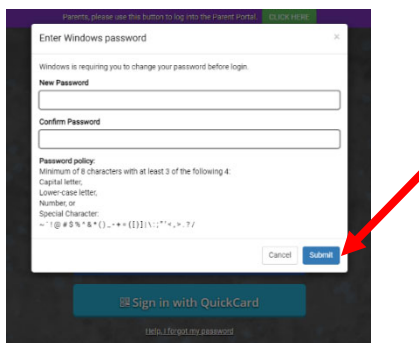 Parents, please use this button to log into the Parent Portal. CLICK HERE
Enter Windows password ×
Windows is requiring you to change your password before login.
New Password
Confirm Password
Password policy:
Minimum of 8 characters with at least 3 of the following 4:
Capital letter,
Lower-case letter,
Number, or
Special Character:
~`!@#$%^&*()_-+={[}]|\:;"'<,>.?/
Cancel Submit
Sign in with QuickCard
Help, I forgot my password